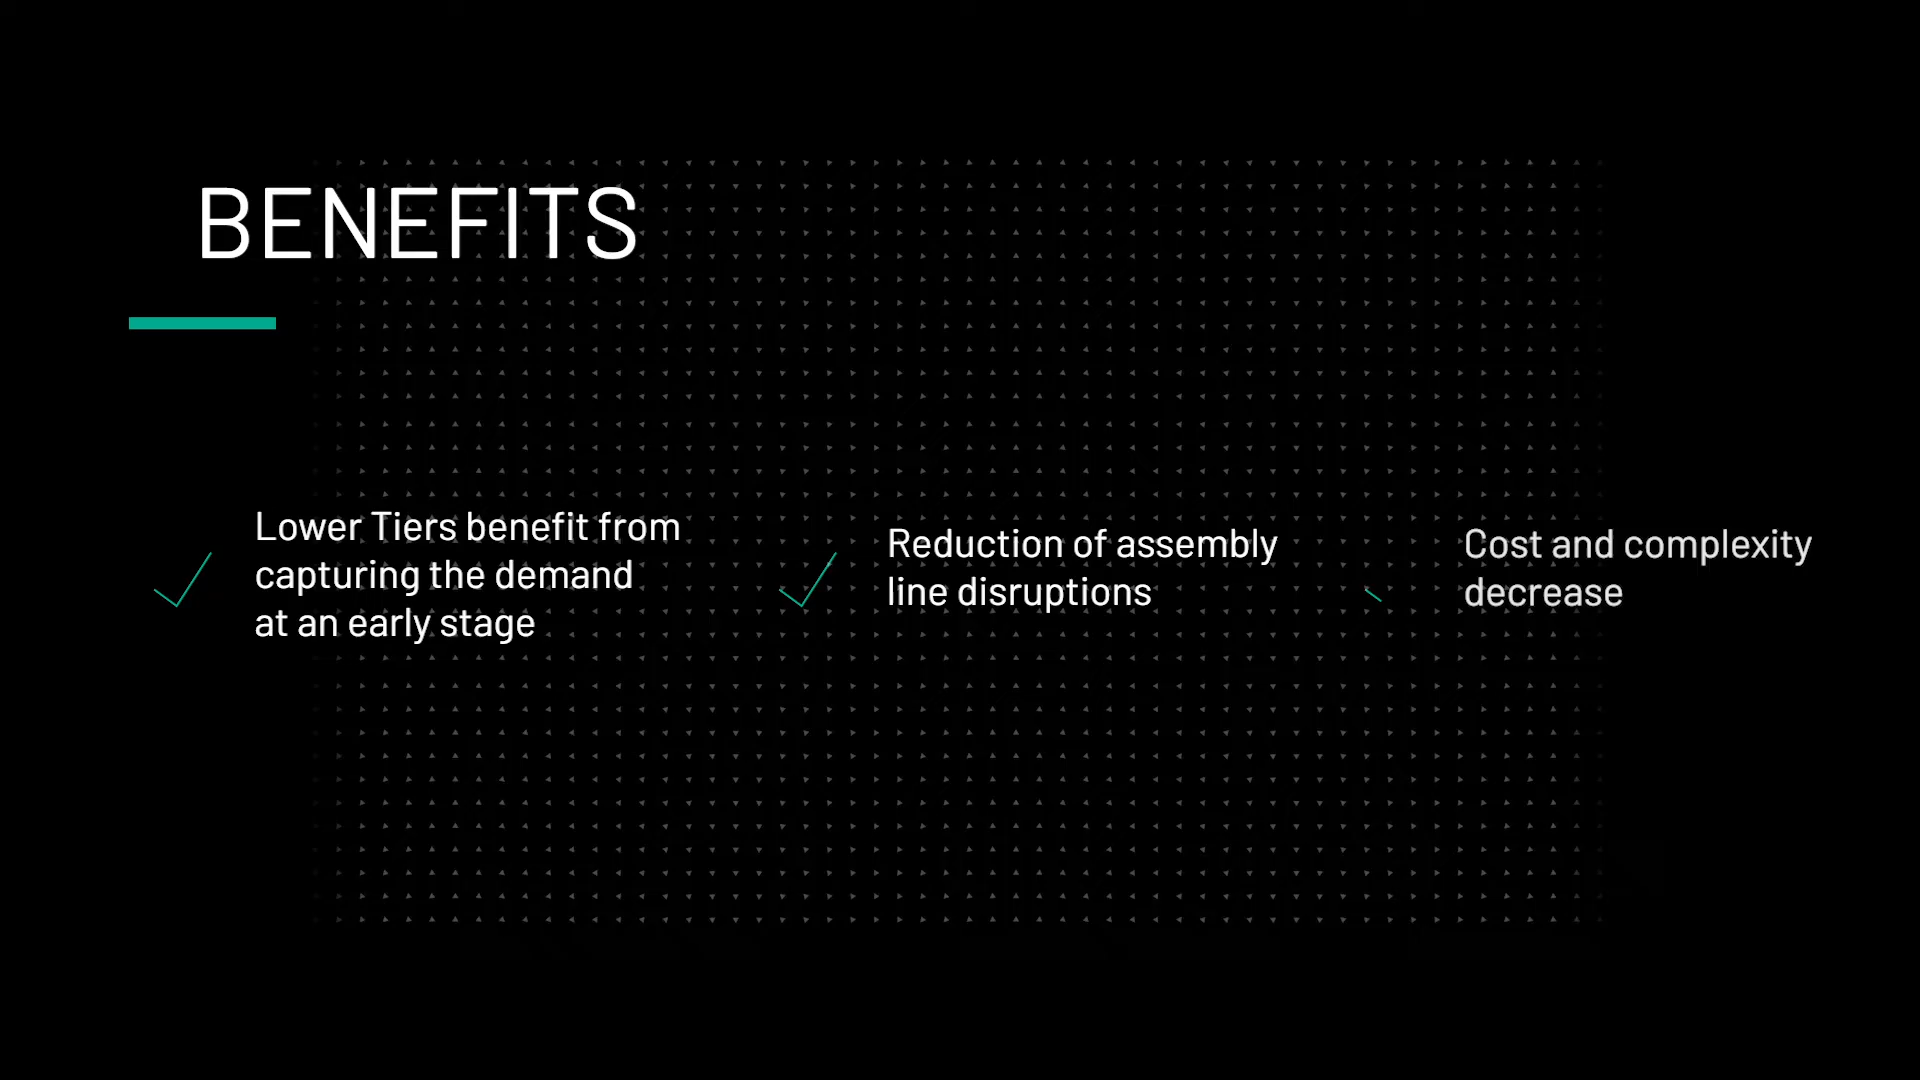 BENEFITS
Lower Tiers benefit from
capturing the demand
at an early stage
Reduction of assembly
line disruptions
Cost and complexity
decrease